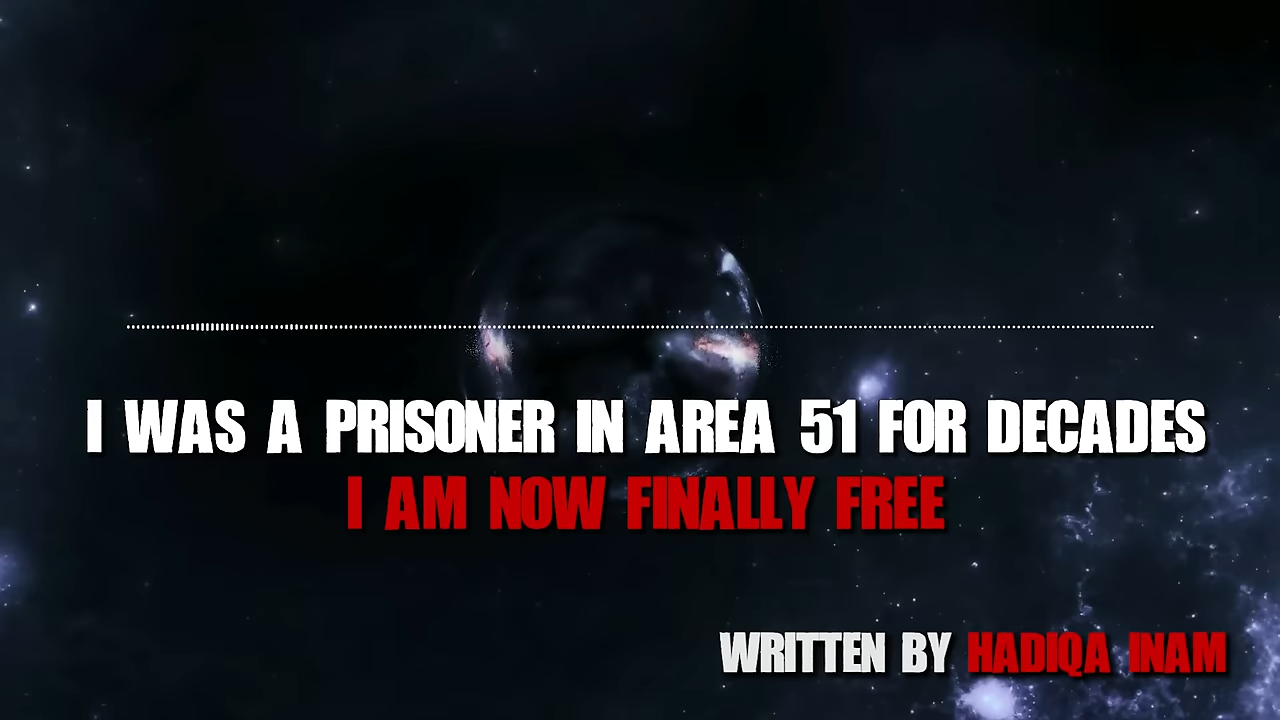 I WAS A PRISONER IN AREA 51 FOR DECADES
I AM NOW FINALLY FREE
WRITTEN BY HADIQA INAM